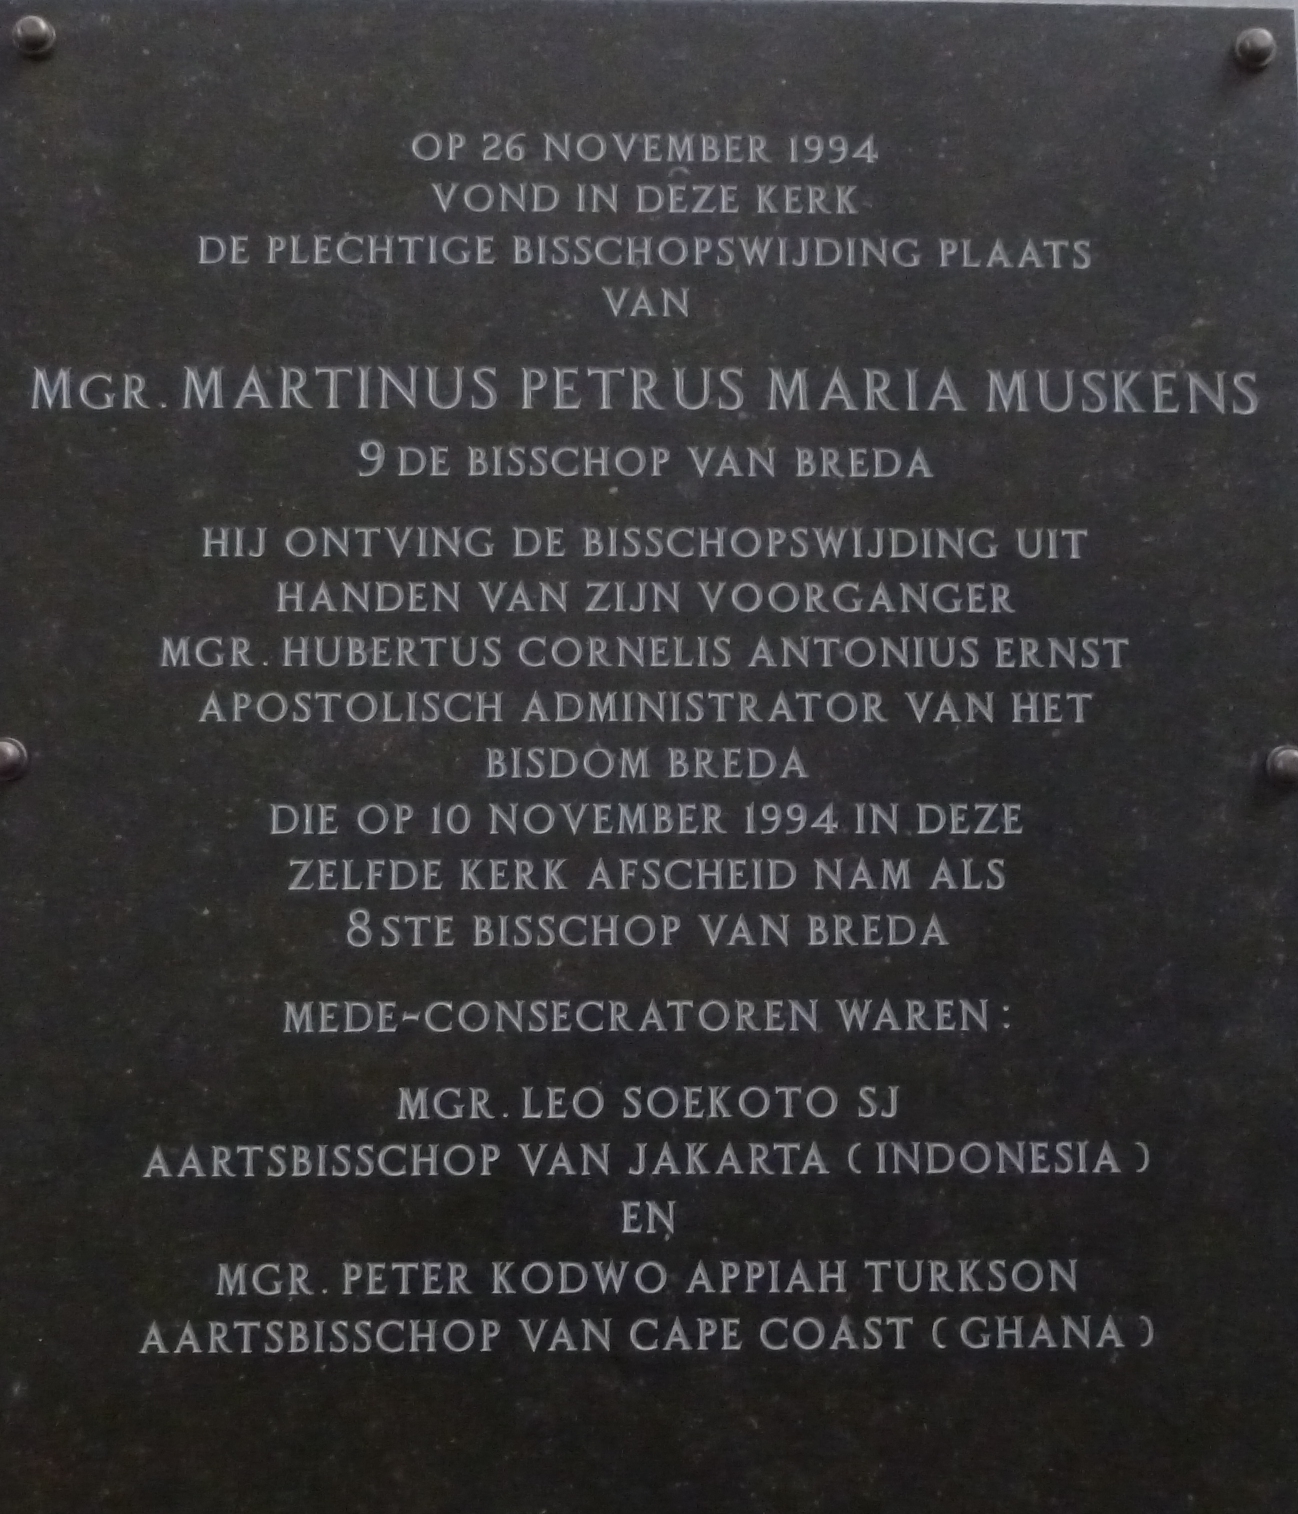 OP 26 NOVEMBER 1994
VOND IN DEZE KERK
DE PLECHTIGE BISSCHOPSWIJDING PLAATS
VAN
MGR. MARTINUS PETRUS MARIA MUSKENS
9 DE BISSCHOP VAN BREDA
HIJ ONTVING DE BISSCHOPSWIJDING UIT
HANDEN VAN ZIJN VOORGANGER
MGR. HUBERTUS CORNELIS ANTONIUS ERNST
APOSTOLISCH ADMINISTRATOR VAN HET
BISDOM BREDA
DIE OP 10 NOVEMBER 1994 IN DEZE
ZELFDE KERK AFSCHEID NAM ALS
8STE BISSCHOP VAN BREDA
MEDE-CONSECRATOREN WAREN :
MGR. LEO SOEKOTO SJ
AARTSBISSCHOP VAN JAKARTA ( INDONESIA )
EN
MGR. PETER KODWO APPIAH TURKSON
AARTSBISSCHOP VAN CAPE COAST ( GHANA )